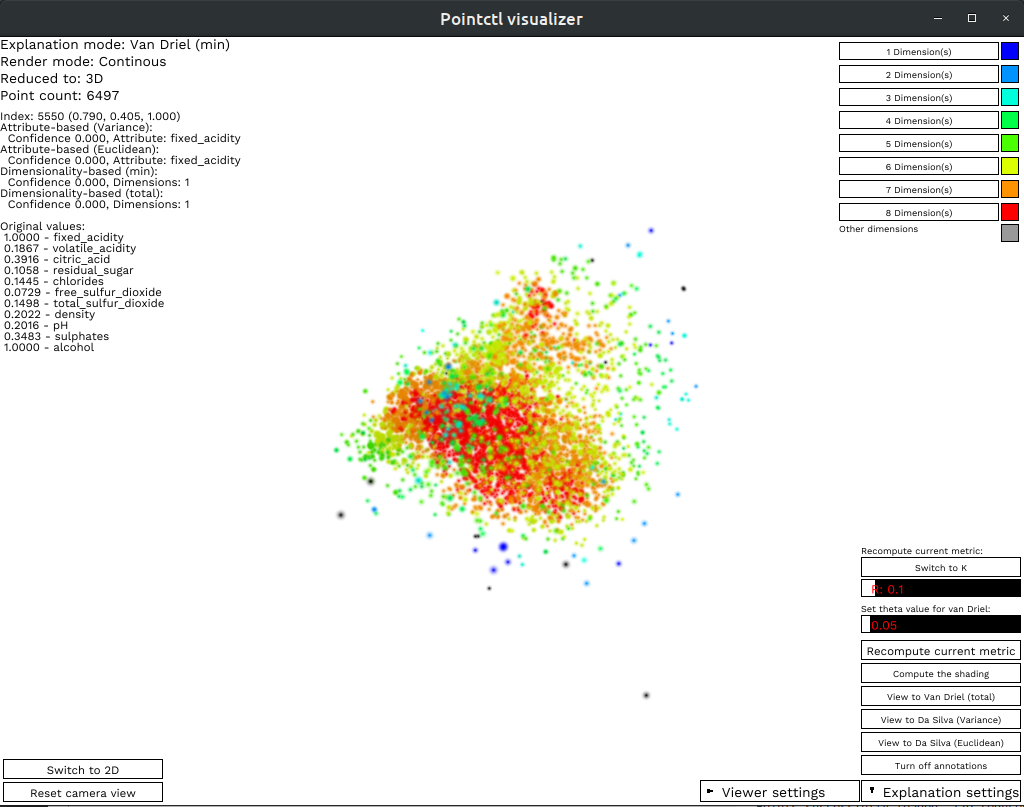 Pointctl visualizer
Explanation mode: Van Driel (min)
Render mode: Continous
Reduced to: 3D
Point count: 6497
Index: 5550 (0.790, 0.405, 1.000)
Attribute-based (Variance):
Confidence 0.000, Attribute: fixed_acidity
Attribute-based (Euclidean):
Confidence 0.000, Attribute: fixed_acidity
Dimensionality-based (min):
Confidence 0.000, Dimensions: 1
Dimensionality-based (total):
Confidence 0.000, Dimensions: 1
Original values:
1.0000 - fixed_acidity
0.1867 - volatile_acidity
0.3916 - citric_acid
0.1058 - residual_sugar
0.1445 - chlorides
0.0729 - free_sulfur_dioxide
0.1498 - total_sulfur_dioxide
0.2022 - density
0.2016 - pH
0.3483 - sulphates
1.0000 - alcohol
1 Dimension(s)
2 Dimension(s)
3 Dimension(s)
4 Dimension(s)
5 Dimension(s)
6 Dimension(s)
7 Dimension(s)
8 Dimension(s)
Other dimensions
Recompute current metric:
Switch to K
R: 0.1
Set theta value for van Driel:
0.05
Recompute current metric
Compute the shading
View to Van Driel (total)
View to Da Silva (Variance)
View to Da Silva (Euclidean)
Turn off annotations
Switch to 2D
Reset camera view
Viewer settings
Explanation settings